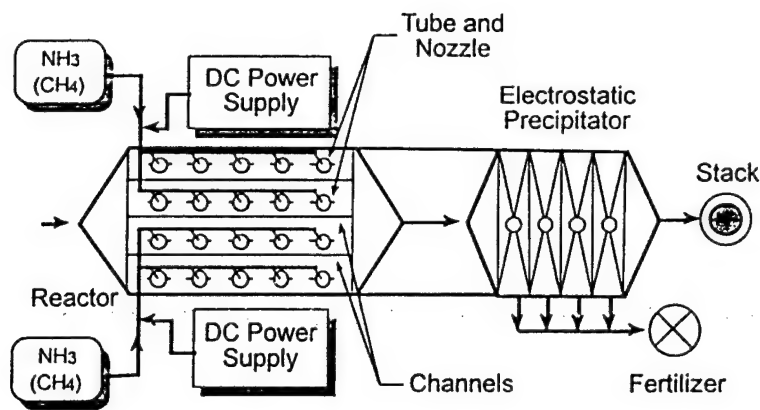 Tube and
Nozzle
NH3
(CH4)
DC Power
Supply
Electrostatic
Precipitator
Stack
Reactor
NH3
(CH4)
DC Power
Supply
Channels
Fertilizer